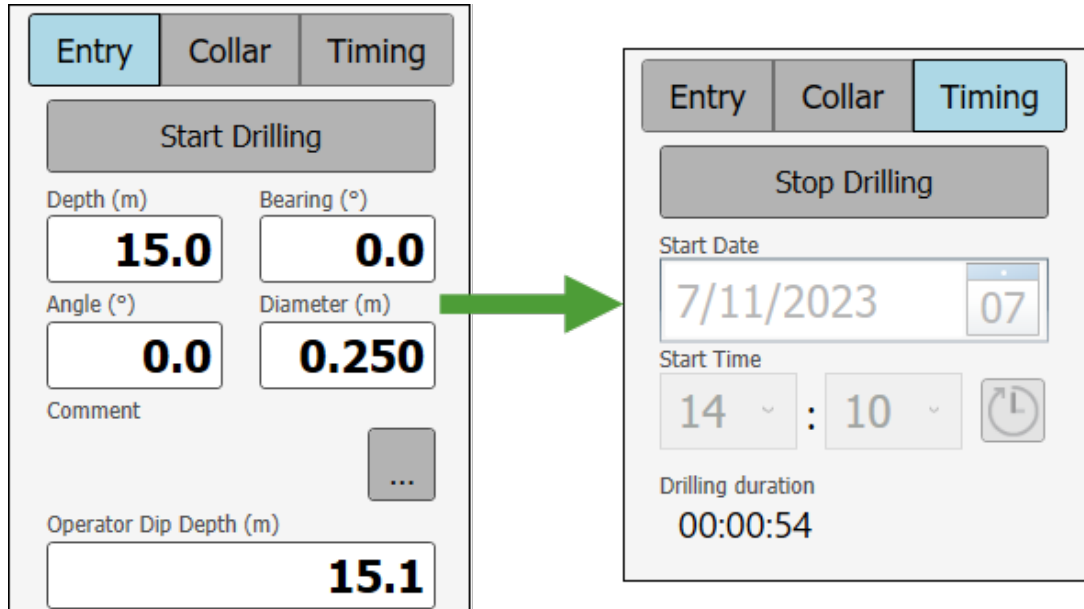 Entry Collar Timing
Start Drilling
Depth (m) Bearing (°)
15.0 0.0
Angle (°) Diameter (m)
0.0 0.250
Comment
...
Operator Dip Depth (m)
15.1
Entry Collar Timing
Stop Drilling
Start Date
7/11/2023 07
Start Time
14 : 10
Drilling duration
00:00:54